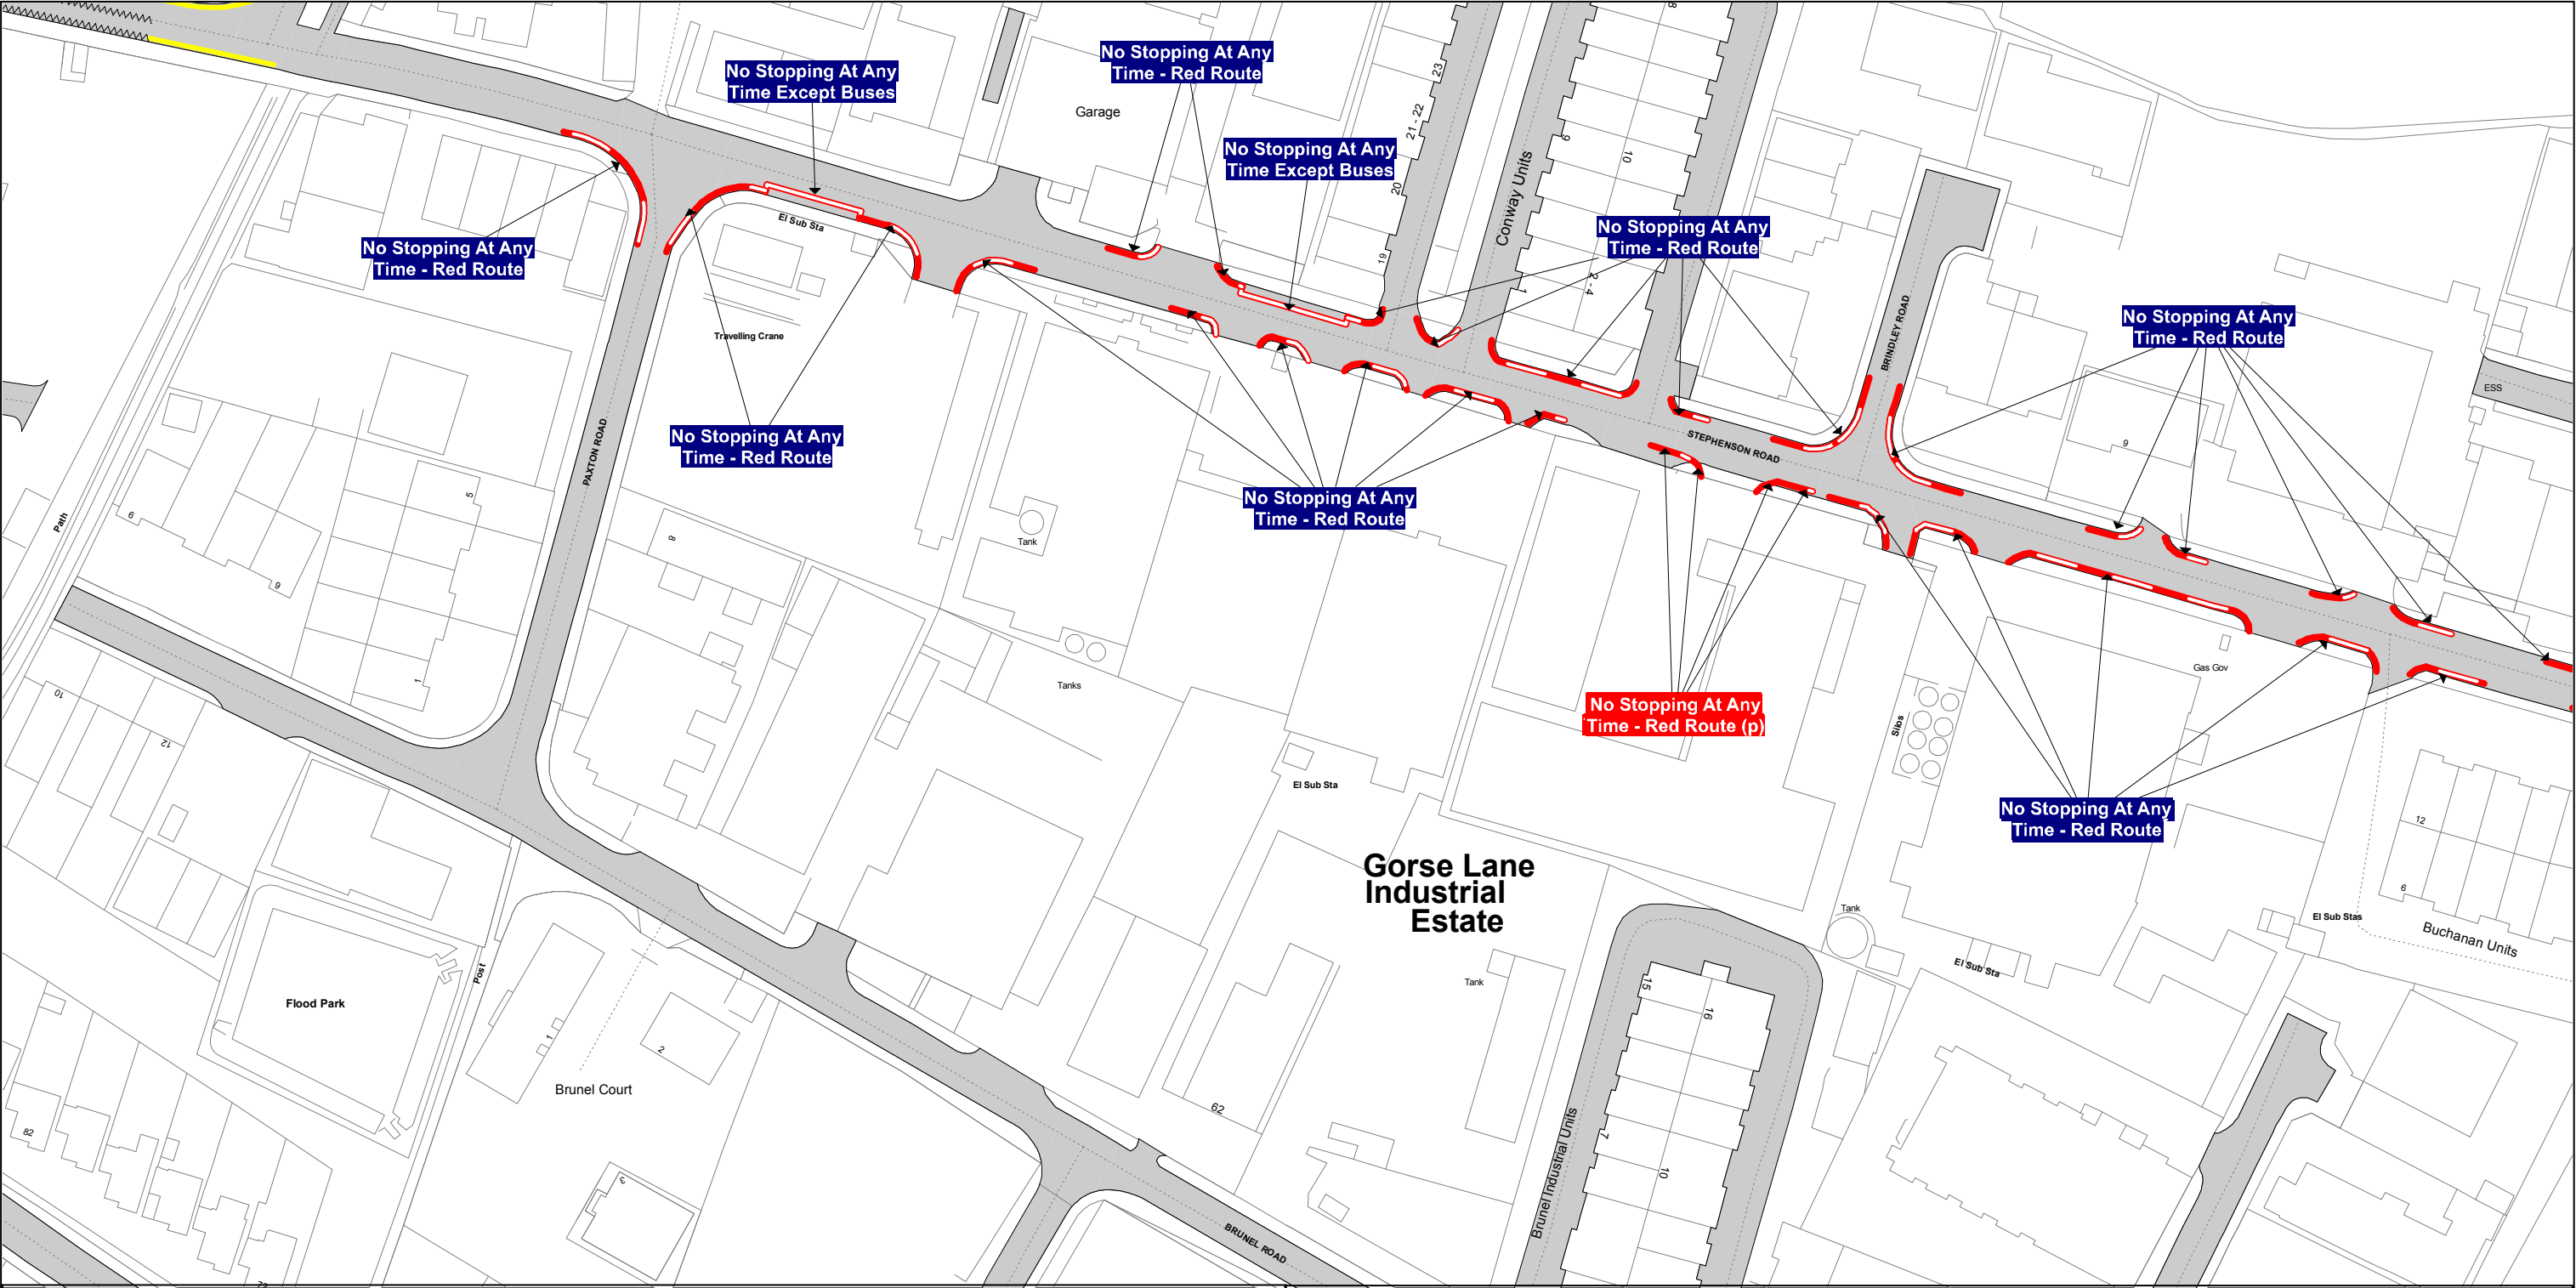 No Stopping At Any
Time - Red Route
No Stopping At Any
Time Except Buses
Garage
No Stopping At Any
Time Except Buses
23
21 - 22
20
19
Conway Units
8
9
10
1
2 - 4
No Stopping At Any
Time - Red Route
No Stopping At Any
Time - Red Route
El Sub Sta
Travelling Crane
BRINDLEY ROAD
No Stopping At Any
Time - Red Route
ESS
9
PAXTON ROAD
No Stopping At Any
Time - Red Route
STEPHENSON ROAD
No Stopping At Any
Time - Red Route
Path
6
5
9
1
8
Tank
Tanks
10
12
No Stopping At Any
Time - Red Route (p)
Gas Gov
Silos
El Sub Sta
No Stopping At Any
Time - Red Route
12
6
Gorse Lane
Industrial
Estate
Tank
El Sub Stas
Buchanan Units
El Sub Sta
Tank
Post
Flood Park
15
16
1
2
Brunel Court
62
7
10
Brunel Industrial Units
82
3
BRUNEL ROAD